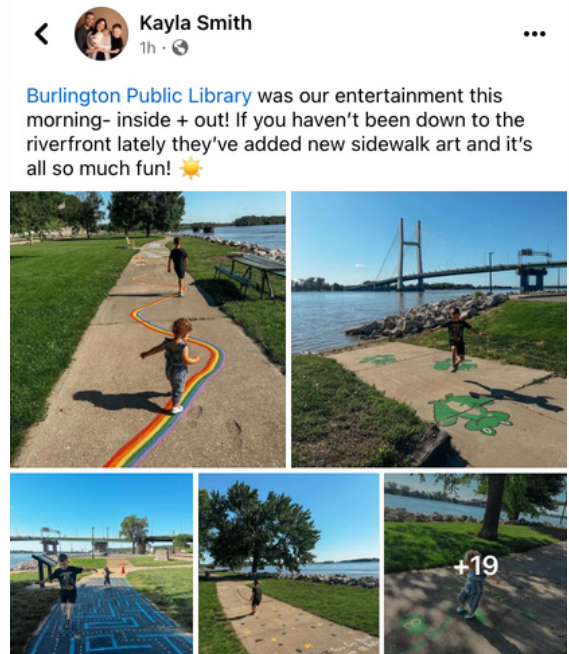 Kayla Smith
1h ·
Burlington Public Library was our entertainment this
morning- inside + out! If you haven’t been down to the
riverfront lately they’ve added new sidewalk art and it’s
all so much fun!
+19